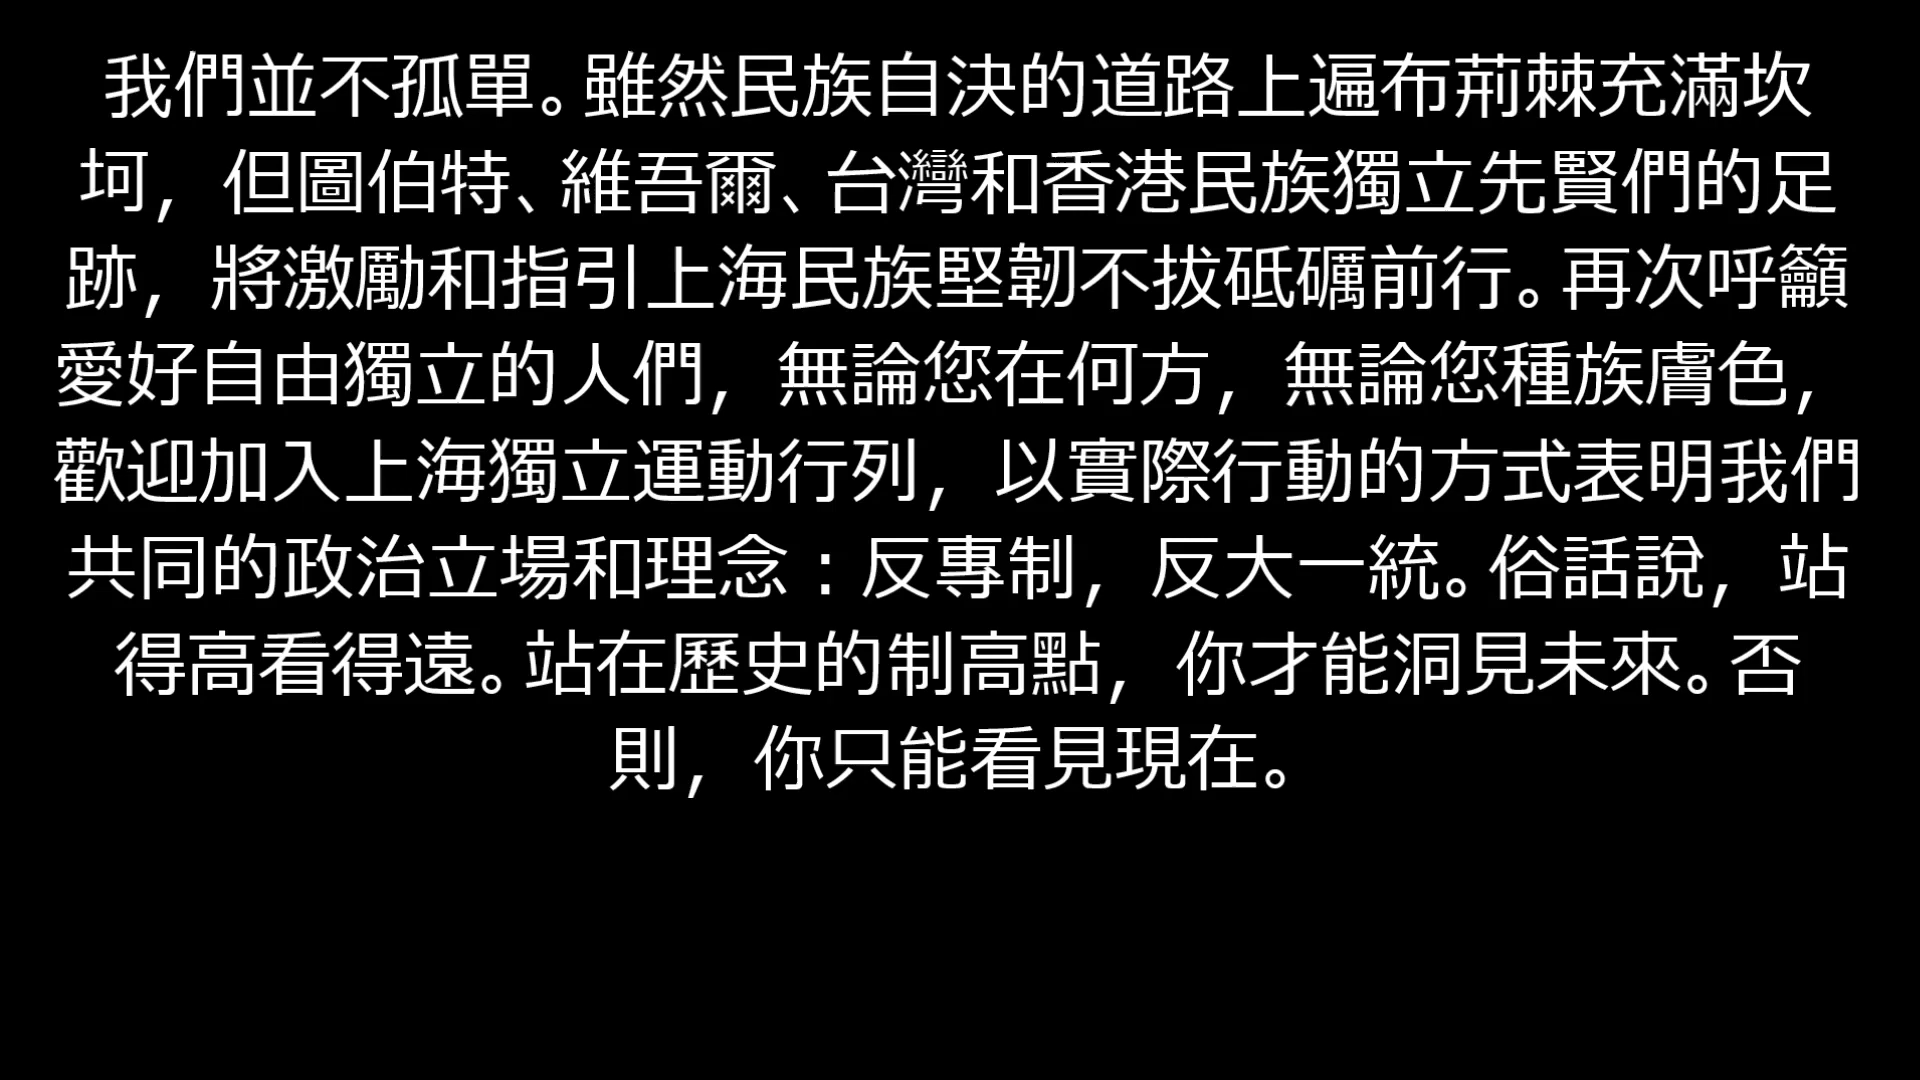 我們並不孤單。雖然民族自決的道路上遍布荊棘充滿坎
坷，但圖伯特、維吾爾、台灣和香港民族獨立先賢們的足
跡，將激勵和指引上海民族堅韌不拔砥礪前行。再次呼籲
愛好自由獨立的人們，無論您在何方，無論您種族膚色，
歡迎加入上海獨立運動行列，以實際行動的方式表明我們
共同的政治立場和理念：反專制，反大一統。俗話說，站
得高看得遠。站在歷史的制高點，你才能洞見未來。否
則，你只能看見現在。